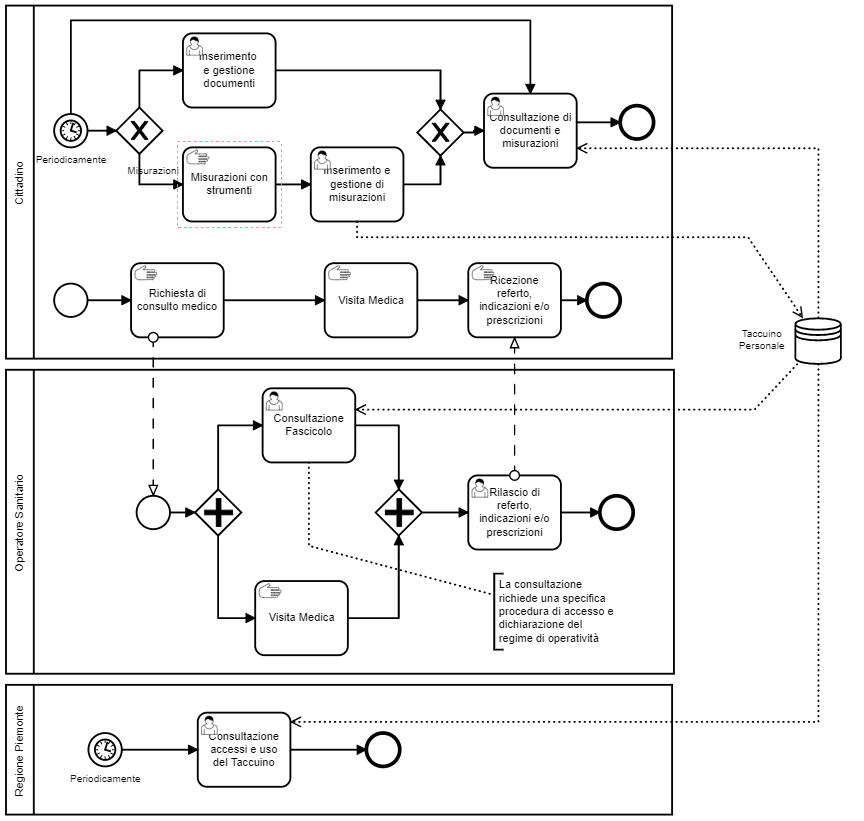 Cittadino
Inserimento
e gestione
documenti
Periodicamente
Misurazioni
Misurazioni con
strumenti
Inserimento e
gestione di
misurazioni
Consultazione di
documenti e
misurazioni
Richiesta di
consulto medico
Visita Medica
Ricezione
referto,
indicazioni e/o
prescrizioni
Taccuino
Personale
Operatore Sanitario
Consultazione
Fascicolo
Visita Medica
Rilascio di
referto,
indicazioni e/o
prescrizioni
La consultazione
richiede una specifica
procedura di accesso e
dichiarazione del
regime di operatività
Regione Piemonte
Periodicamente
Consultazione
accessi e uso
del Taccuino